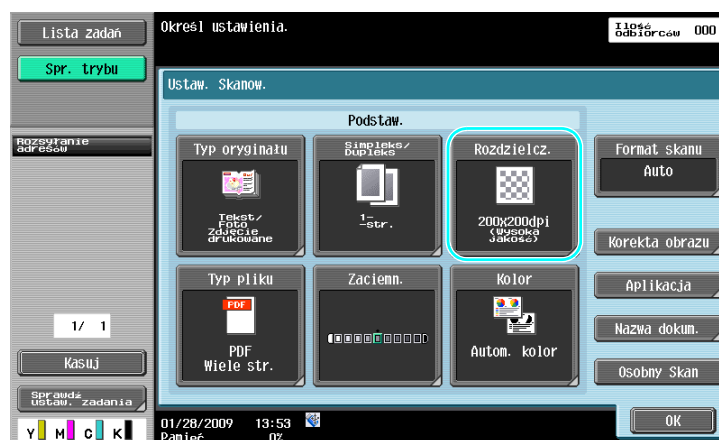 Lista zadań
Określ ustawienia.
Ilość
odbiorców 000
Spr. trybu
Ustaw. Skanow.
Podstaw.
Rozsyłanie
adresów
Typ oryginału
Tekst/
Foto
Zdjęcie
drukowane
Simpleks/
Dupleks
1-
-str.
Rozdzielcz.
200x200dpi
(Wysoka
jakość)
Format skanu
Auto
Korekta obrazu
Typ pliku
PDF
PDF
Wiele str.
Zaciemn.
Kolor
Autom. kolor
Aplikacja
Nazwa dokum.
Osobny Skan
1/ 1
Kasuj
Sprawdź
ustaw. zadania
Y M C K
01/28/2009 13:53
Pamięć 0%
OK